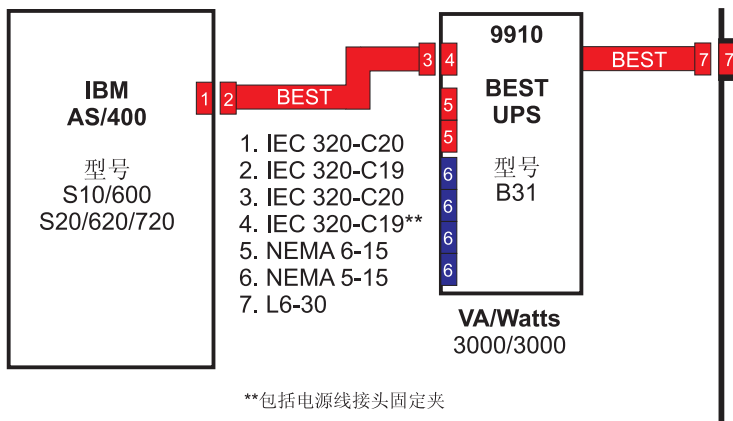 IBM
AS/400
型号
S10/600
S20/620/720
1
2
BEST
3
4
5
5
6
6
6
6
9910
BEST
UPS
型号
B31
BEST
7
7
1. IEC 320-C20
2. IEC 320-C19
3. IEC 320-C20
4. IEC 320-C19**
5. NEMA 6-15
6. NEMA 5-15
7. L6-30
VA/Watts
3000/3000
**包括电源线接头固定夹